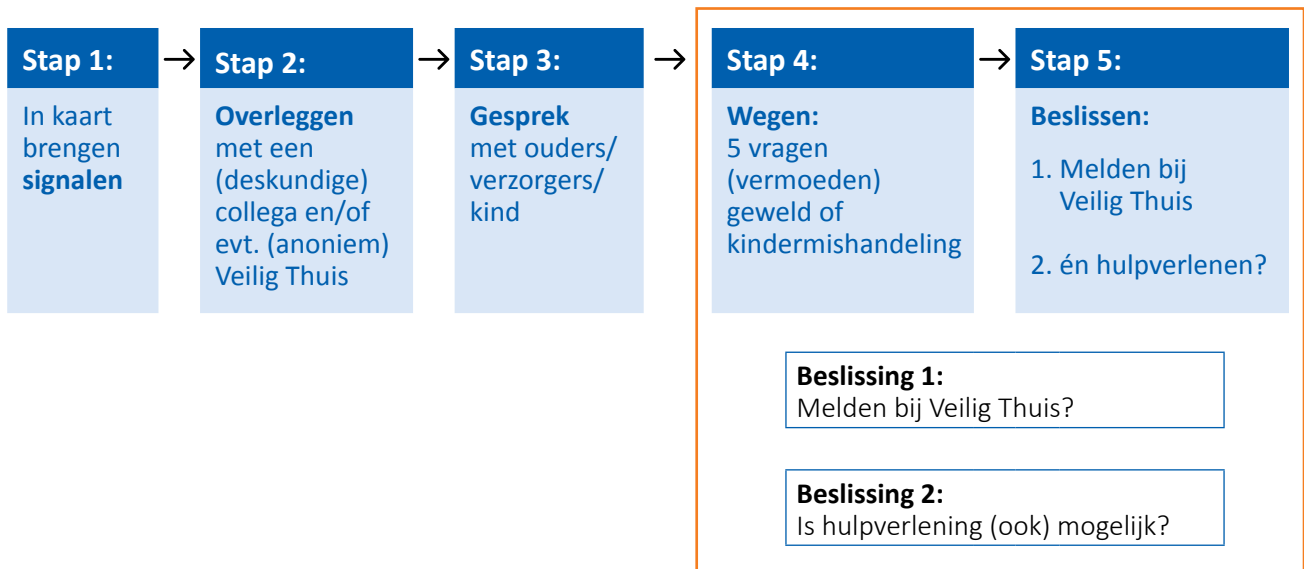 Stap 1:
In kaart
brengen
signalen
Stap 2:
Overleggen
met een
(deskundige)
collega en/of
evt. (anoniem)
Veilig Thuis
Stap 3:
Gesprek
met ouders/
verzorgers/
kind
Stap 4:
Wegen:
5 vragen
(vermoeden)
geweld of
kindermishandeling
Stap 5:
Beslissen:
1. Melden bij
Veilig Thuis
2. én hulpverlenen?
Beslissing 1:
Melden bij Veilig Thuis?
Beslissing 2:
Is hulpverlening (ook) mogelijk?